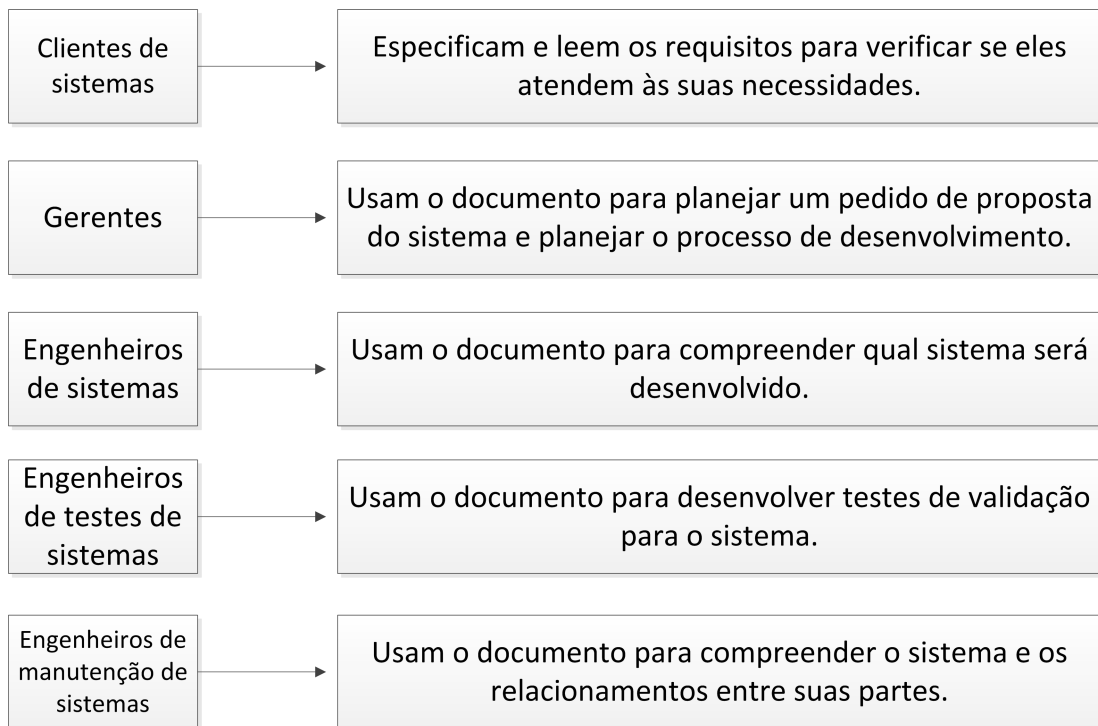 Clientes de
sistemas
Especificam e leem os requisitos para verificar se eles
atendem às suas necessidades.
Gerentes
Usam o documento para planejar um pedido de proposta
do sistema e planejar o processo de desenvolvimento.
Engenheiros
de sistemas
Usam o documento para compreender qual sistema será
desenvolvido.
Engenheiros
de testes de
sistemas
Usam o documento para desenvolver testes de validação
para o sistema.
Engenheiros de
manutenção de
sistemas
Usam o documento para compreender o sistema e os
relacionamentos entre suas partes.